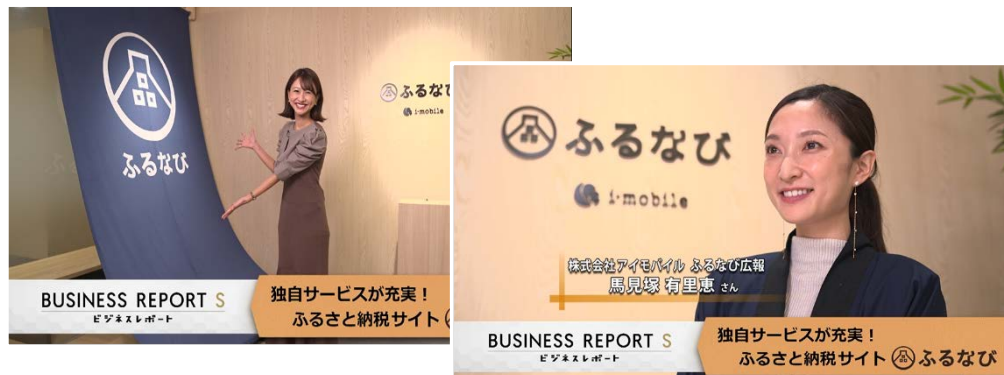 ふるなび
ふるな
i-mobile
BUSINESS REPORT S
ビジネスレポート
独自サービスが充実！
ふるさと納税サイト
ふるなび
i-mobile
株式会社アイモバイル ふるなび広報
馬見塚 有里恵 さん
BUSINESS REPORT S
ビジネスレポート
独自サービスが充実！
ふるさと納税サイト ふるなび